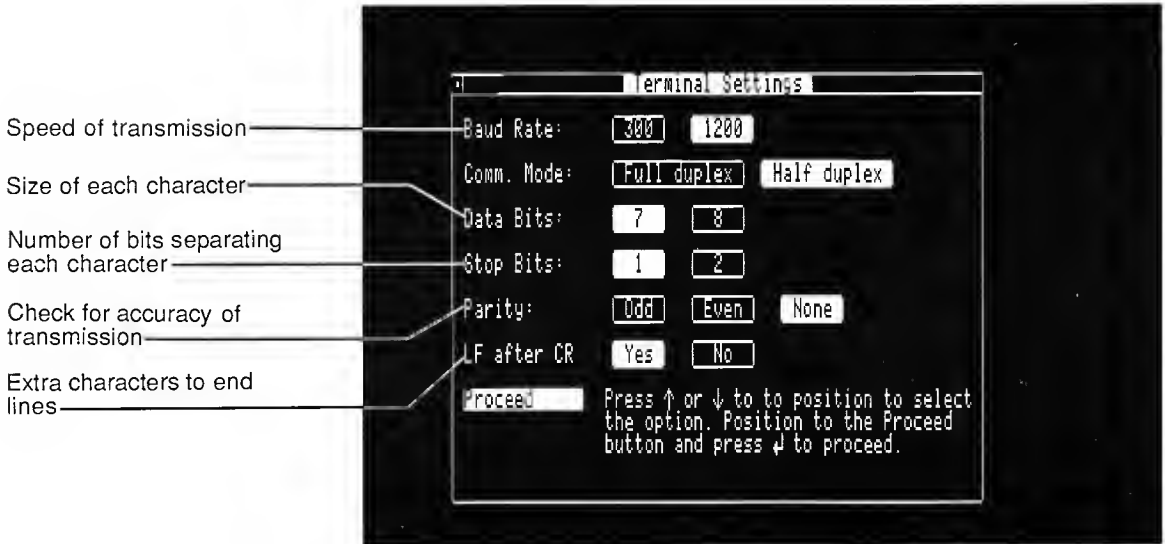 Terminal Settings
Speed of transmission
Baud Rate: 300 1200
Comm. Mode: Full duplex Half duplex
Size of each character
Data Bits: 7 8
Number of bits separating
each character
Stop Bits: 1 2
Check for accuracy of
transmission
Parity: Odd Even None
Extra characters to end
lines
LF after CR Yes No
Proceed
Press ↑ or ↓ to to position to select
the option. Position to the Proceed
button and press ↵ to proceed.